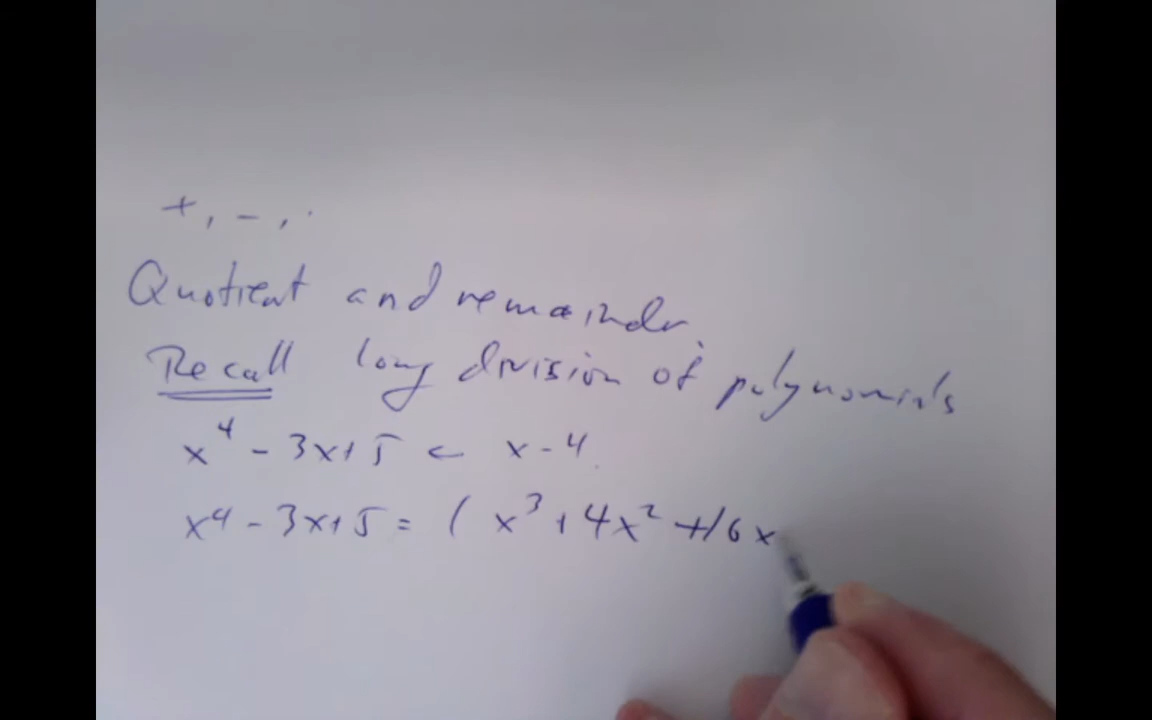 +, -, ·
Quotient and remainder.
Recall long division of polynomials
x⁴ - 3x+5 ← x-4.
x⁴ - 3x+5 = ( x³ +4x² +16x